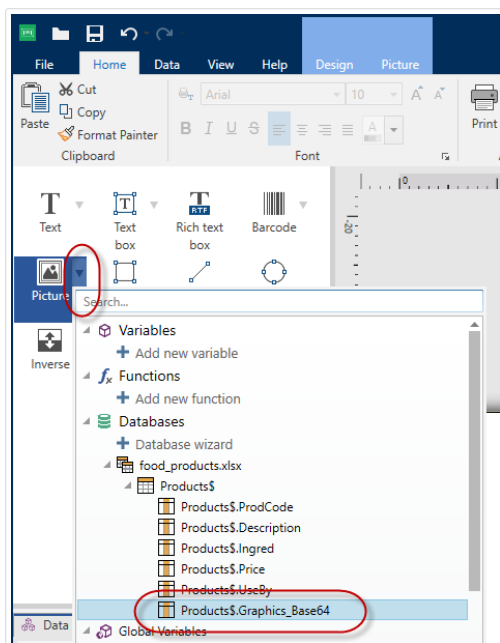 File Home Data View Help Design Picture
Cut
Copy
Paste
Format Painter
Clipboard
Arial 10 A A
B I U S A
Font
Print
T T T RTF
Text Text box Rich text box Barcode
Picture
Search...
Inverse
Variables
Add new variable
fx Functions
Add new function
Databases
Database wizard
food_products.xlsx
Products$
Products$.ProdCode
Products$.Description
Products$.Ingred
Products$.Price
Products$.UseBy
Products$.Graphics_Base64
Data
Global Variables